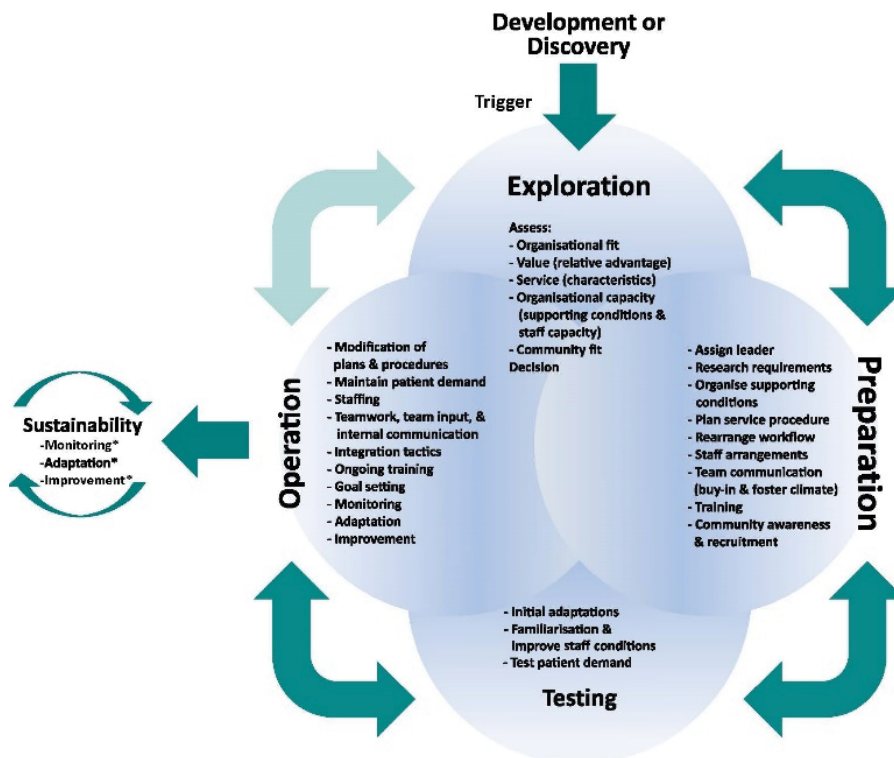 Development or
Discovery
Trigger
Exploration
Assess:
- Organisational fit
- Value (relative advantage)
- Service (characteristics)
- Organisational capacity
(supporting conditions &
staff capacity)
- Community fit
Decision
Preparation
- Assign leader
- Research requirements
- Organise supporting
conditions
- Plan service procedure
- Rearrange workflow
- Staff arrangements
- Team communication
(buy-in & foster climate)
- Training
- Community awareness
& recruitment
- Initial adaptations
- Familiarisation &
Improve staff conditions
- Test patient demand
Testing
Operation
- Modification of
plans & procedures
- Maintain patient demand
- Staffing
- Teamwork, team input, &
internal communication
- Integration tactics
- Ongoing training
- Goal setting
- Monitoring
- Adaptation
- Improvement
Sustainability
-Monitoring*
-Adaptation*
-Improvement*